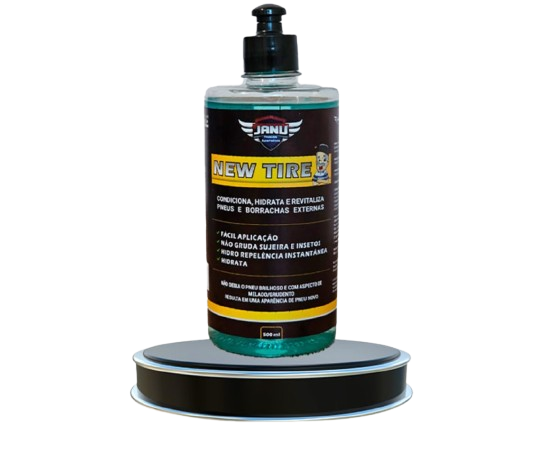 JANU
NEW TIRE
CONDICIONA, HIDRATA E REVITALIZA
PNEUS E BORRACHAS EXTERNAS
FÁCIL APLICAÇÃO
NÃO GRUDA SUJEIRA E INSETOS
HIDRO REPELÊNCIA INSTANTÂNEA
HIDRATA
NÃO DEIXA O PNEU BRILHOSO E COM ASPECTO DE
MELADO/GRUDENTO
RESULTA EM UMA APARÊNCIA DE PNEU NOVO
500 ml